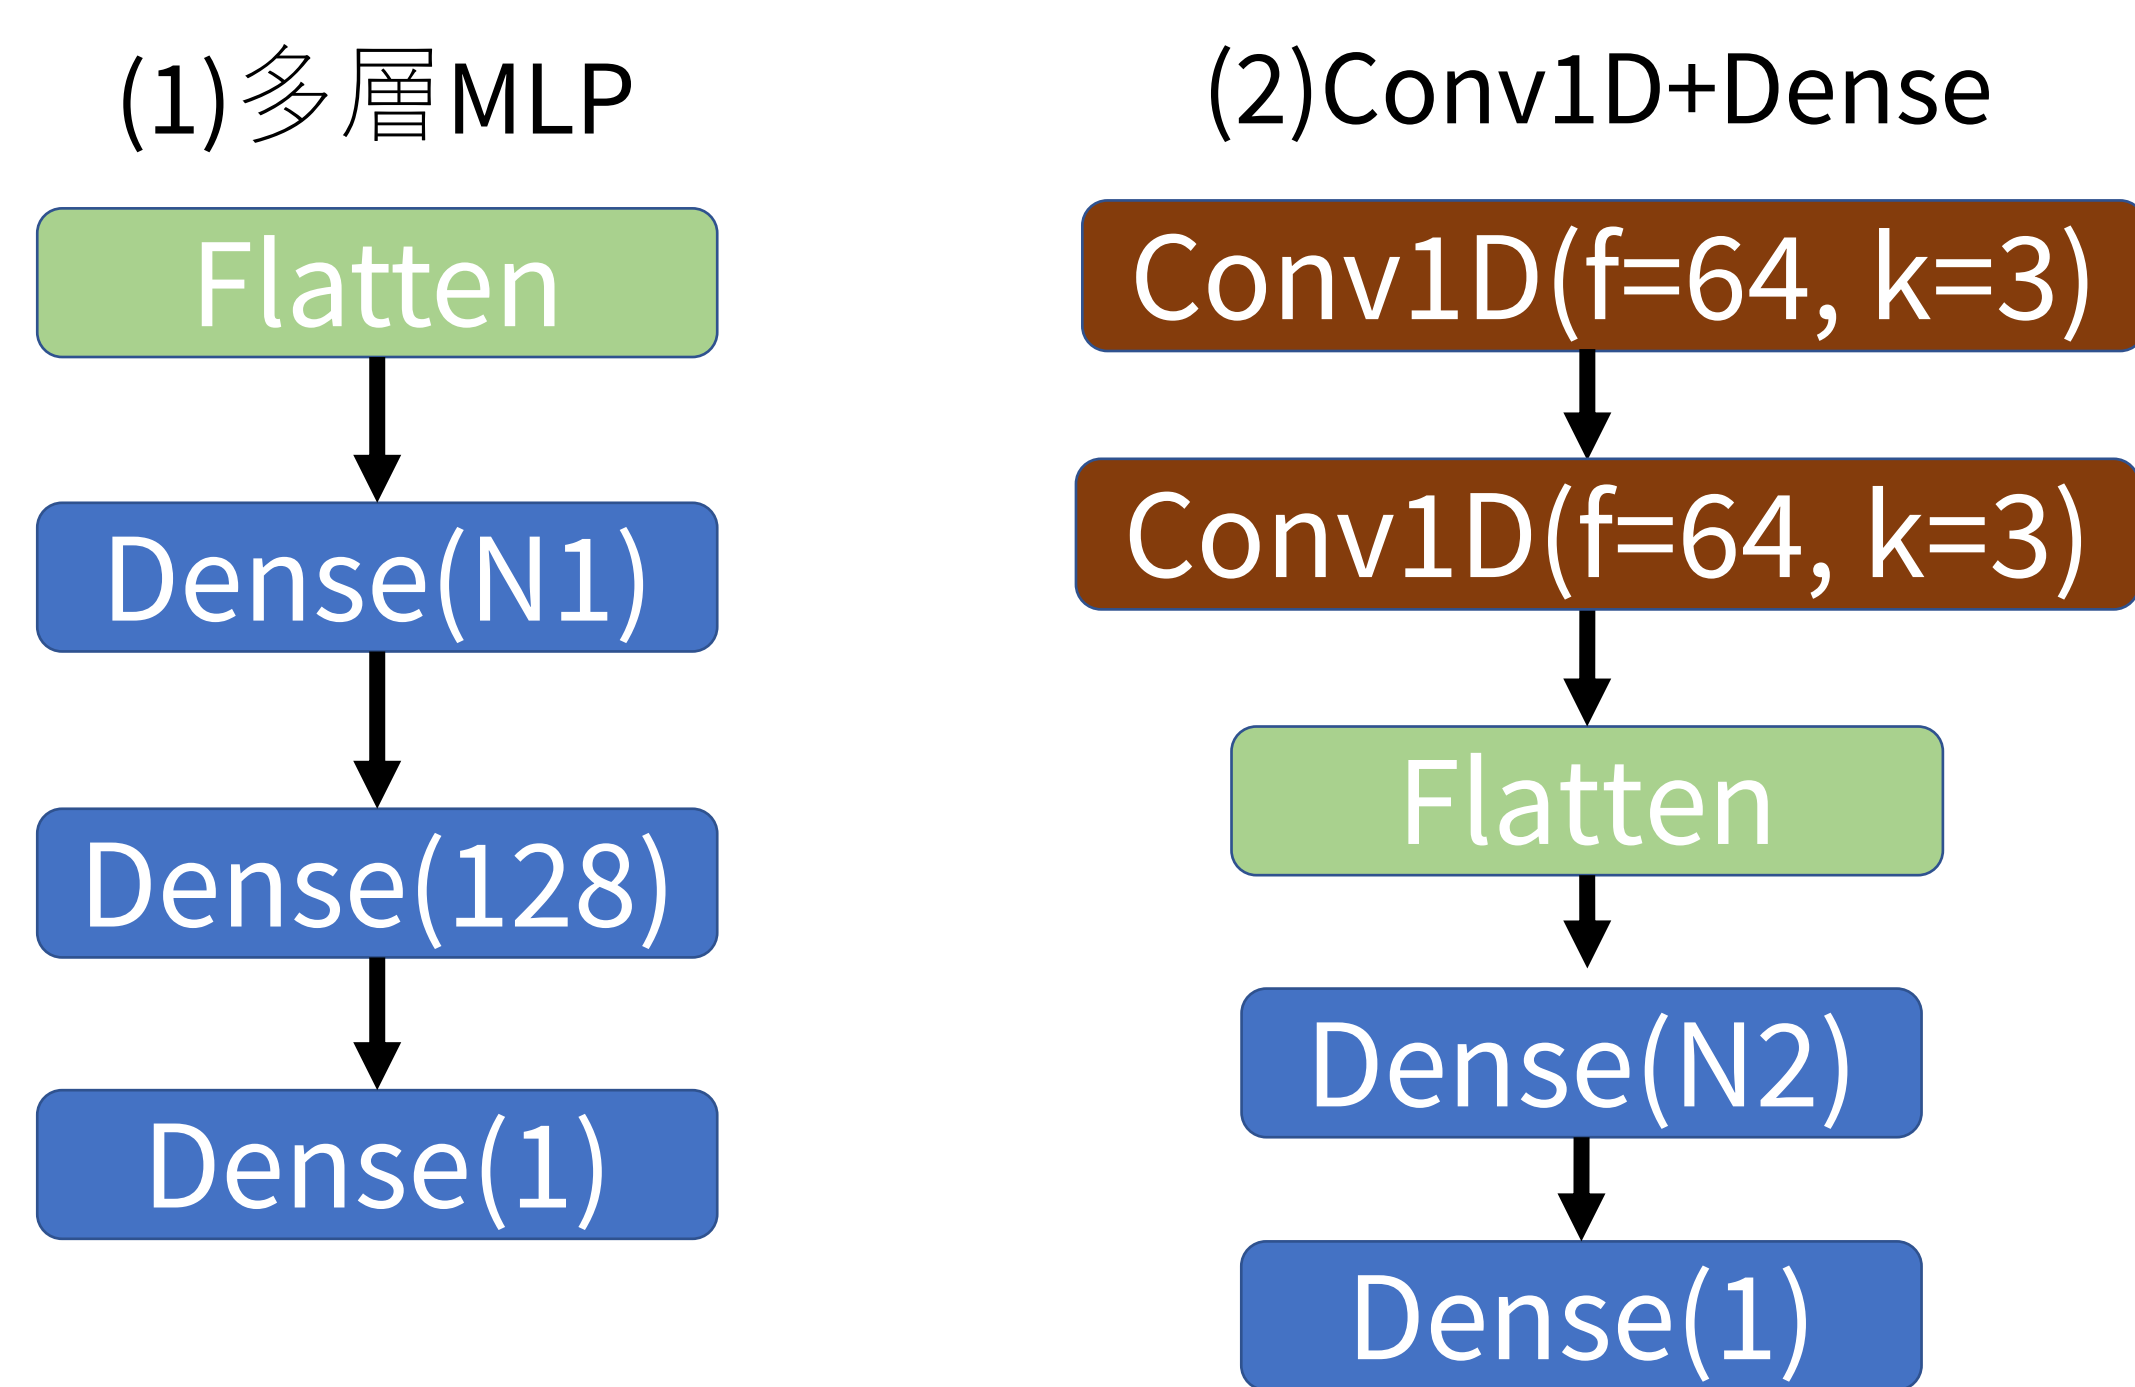 (1)多層MLP
Flatten
Dense(N1)
Dense(128)
Dense(1)
(2)Conv1D+Dense
Conv1D(f=64, k=3)
Conv1D(f=64, k=3)
Flatten
Dense(N2)
Dense(1)